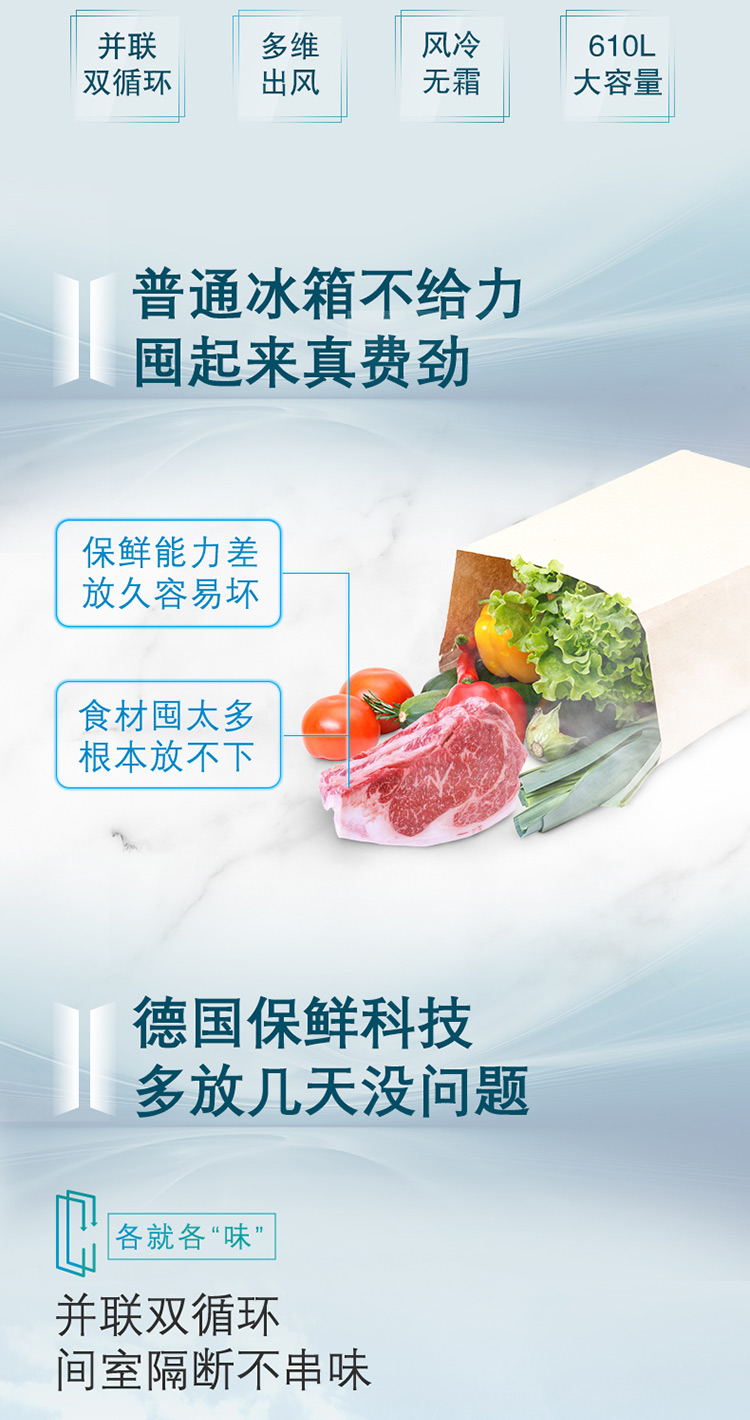 并联
双循环
多维
出风
风冷
无霜
610L
大容量
普通冰箱不给力
囤起来真费劲
保鲜能力差
放久容易坏
食材囤太多
根本放不下
德国保鲜科技
多放几天没问题
各就各“味”
并联双循环
间室隔断不串味